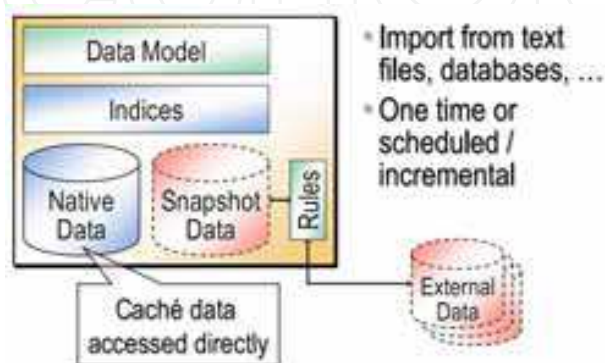 Data Model
Indices
Native
Data
Snapshot
Data
Rules
Caché data
accessed directly
• Import from text
files, databases, ...
• One time or
scheduled /
incremental
External
Data